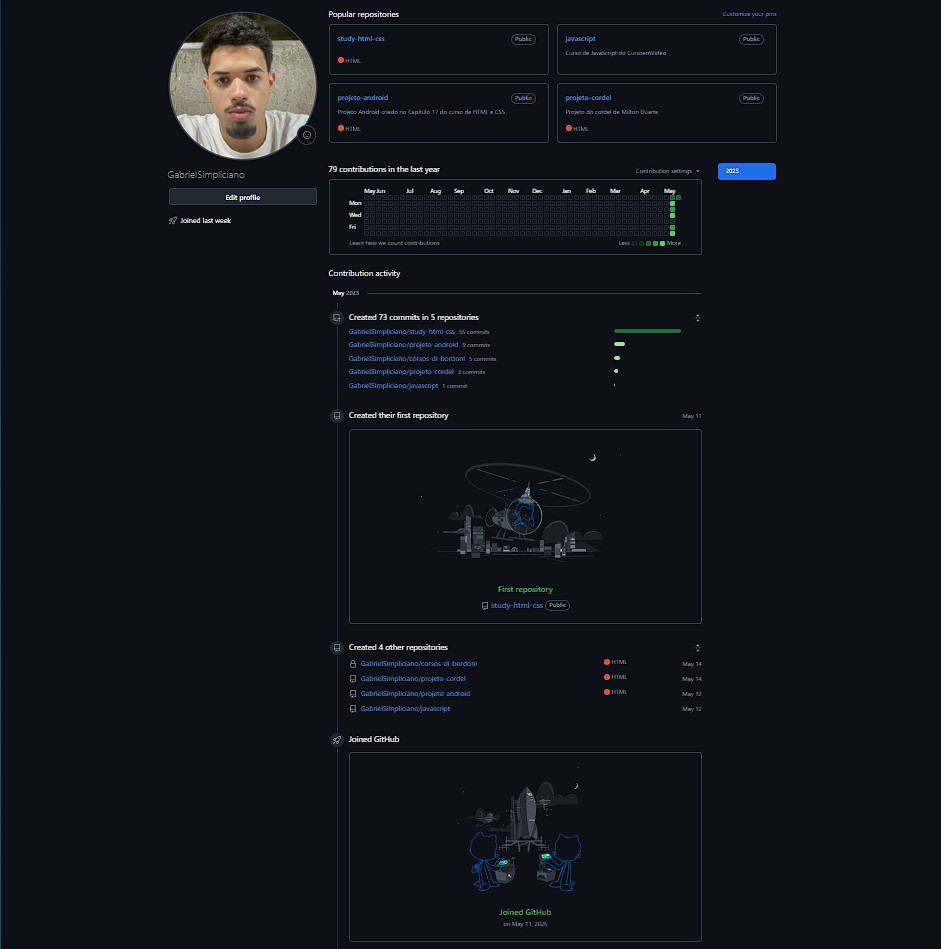 GabrielSimpliciano
Edit profile
Joined last week
Popular repositories
Customize your pins
study-html-css
Public
HTML
javascript
Public
Curso de JavaScript do CursoemVideo
projeto-android
Public
Projeto Android criado no Capitulo 17 do curso de HTML e CSS
HTML
projeto-cordel
Public
Projeto do cordel de Milton Duarte
HTML
79 contributions in the last year
Contribution settings
2025
May Jun Jul Aug Sep Oct Nov Dec Jan Feb Mar Apr May
Mon
Wed
Fri
Learn how we count contributions
Less
More
Contribution activity
May 2025
Created 73 commits in 5 repositories
GabrielSimpliciano/study-html-css 55 commits
GabrielSimpliciano/projeto-android 9 commits
GabrielSimpliciano/corsos-di-bordoni 5 commits
GabrielSimpliciano/projeto-cordel 3 commits
GabrielSimpliciano/javascript 1 commit
Created their first repository
May 11
First repository
study-html-css Public
Created 4 other repositories
GabrielSimpliciano/corsos-di-bordoni HTML May 14
GabrielSimpliciano/projeto-cordel HTML May 14
GabrielSimpliciano/projeto-android HTML May 12
GabrielSimpliciano/javascript May 12
Joined GitHub
Joined GitHub
on May 11, 2025